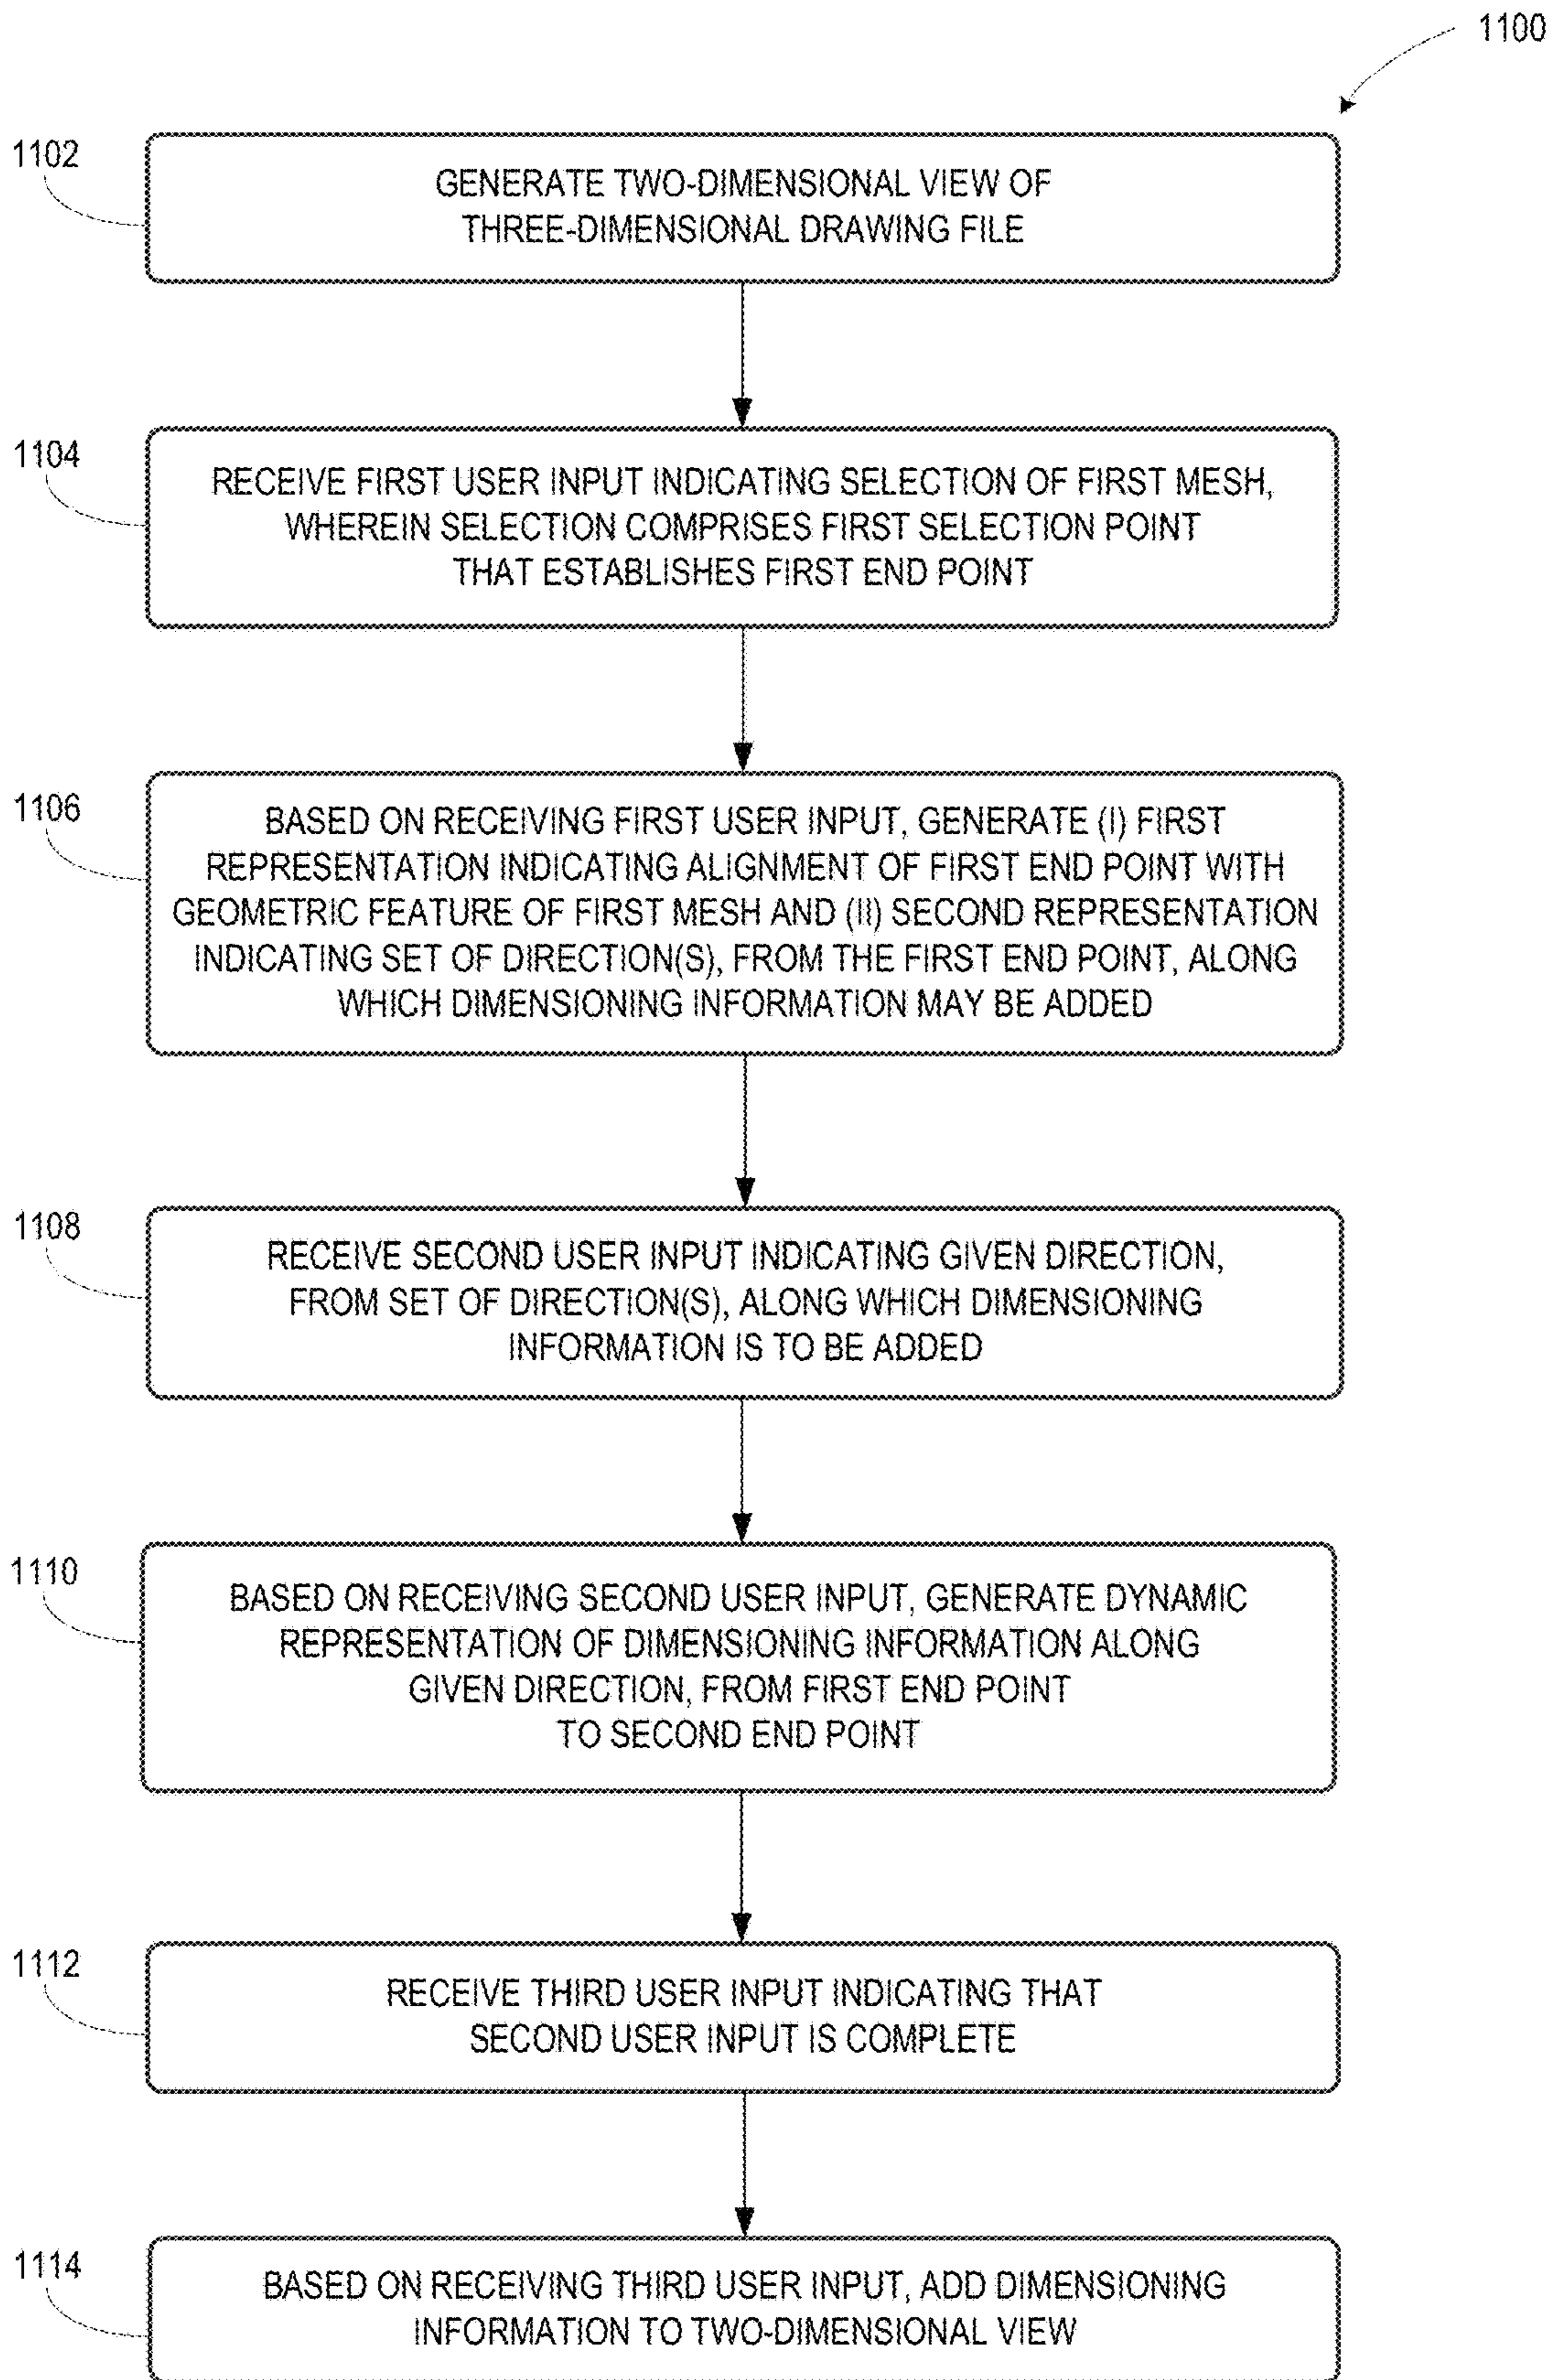 1100
1102
GENERATE TWO-DIMENSIONAL VIEW OF
THREE-DIMENSIONAL DRAWING FILE
1104
RECEIVE FIRST USER INPUT INDICATING SELECTION OF FIRST MESH,
WHEREIN SELECTION COMPRISES FIRST SELECTION POINT
THAT ESTABLISHES FIRST END POINT
1106
BASED ON RECEIVING FIRST USER INPUT, GENERATE (I) FIRST
REPRESENTATION INDICATING ALIGNMENT OF FIRST END POINT WITH
GEOMETRIC FEATURE OF FIRST MESH AND (II) SECOND REPRESENTATION
INDICATING SET OF DIRECTION(S), FROM THE FIRST END POINT, ALONG
WHICH DIMENSIONING INFORMATION MAY BE ADDED
1108
RECEIVE SECOND USER INPUT INDICATING GIVEN DIRECTION,
FROM SET OF DIRECTION(S), ALONG WHICH DIMENSIONING
INFORMATION IS TO BE ADDED
1110
BASED ON RECEIVING SECOND USER INPUT, GENERATE DYNAMIC
REPRESENTATION OF DIMENSIONING INFORMATION ALONG
GIVEN DIRECTION, FROM FIRST END POINT
TO SECOND END POINT
1112
RECEIVE THIRD USER INPUT INDICATING THAT
SECOND USER INPUT IS COMPLETE
1114
BASED ON RECEIVING THIRD USER INPUT, ADD DIMENSIONING
INFORMATION TO TWO-DIMENSIONAL VIEW